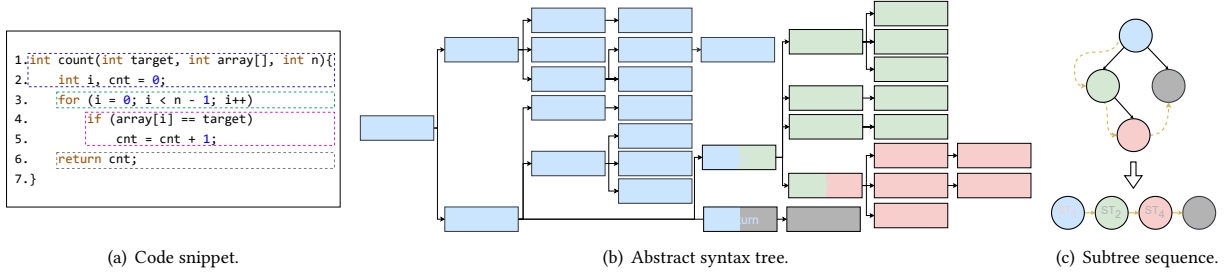 1. int count(int target, int array[], int n){
2. int i, cnt = 0;
3. for (i = 0; i < n - 1; i++)
4. if (array[i] == target)
5. cnt = cnt + 1;
6. return cnt;
7. }
ST2
ST4
(a) Code snippet.
(b) Abstract syntax tree.
(c) Subtree sequence.